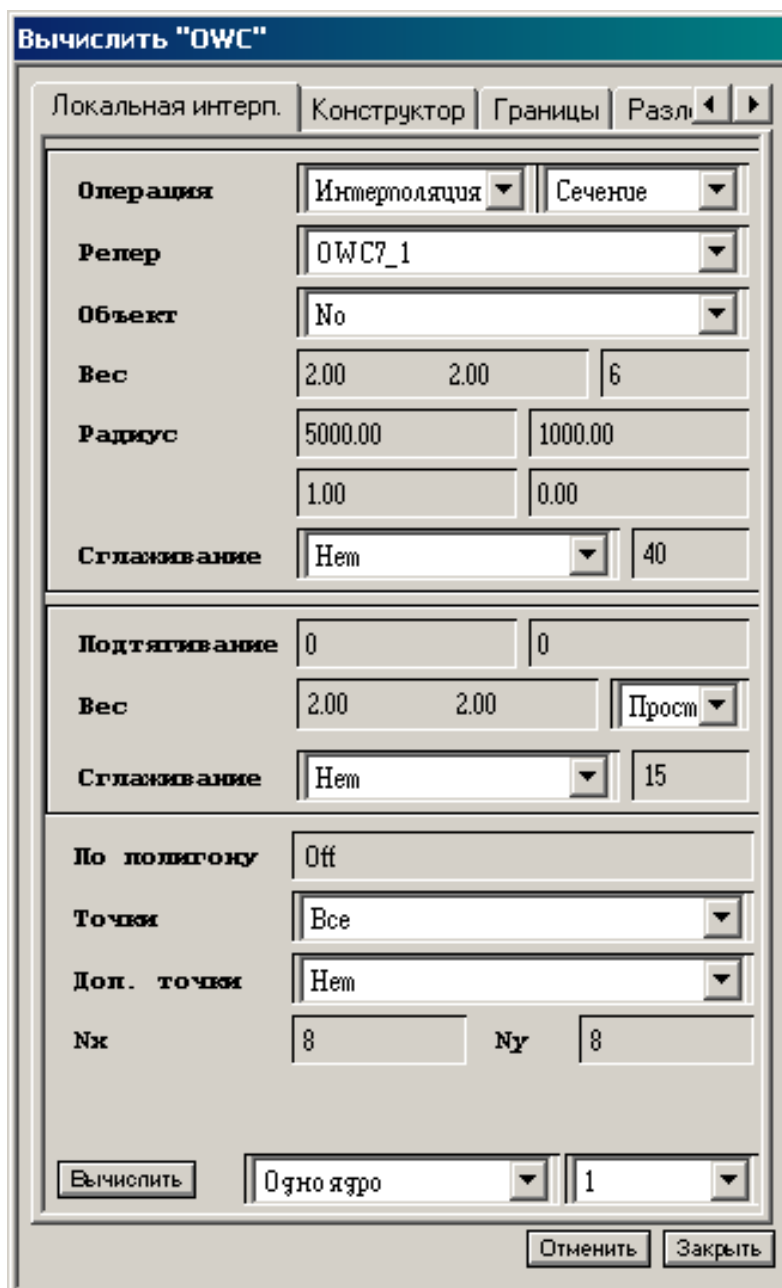 Вычислить "OWC"
Локальная интерп. Конструктор Границы Разл
Операция Интерполяция Сечение
Репер OWC7_1
Объект No
Вес 2.00 2.00 6
Радиус 5000.00 1000.00
1.00 0.00
Сглаживание Нет 40
Подтягивание 0 0
Вес 2.00 2.00 Прост
Сглаживание Нет 15
По полигону Off
Точки Все
Доп. точки Нет
Nx 8 Ny 8
Вычислить Одно ядро 1
Отменить Закрыть